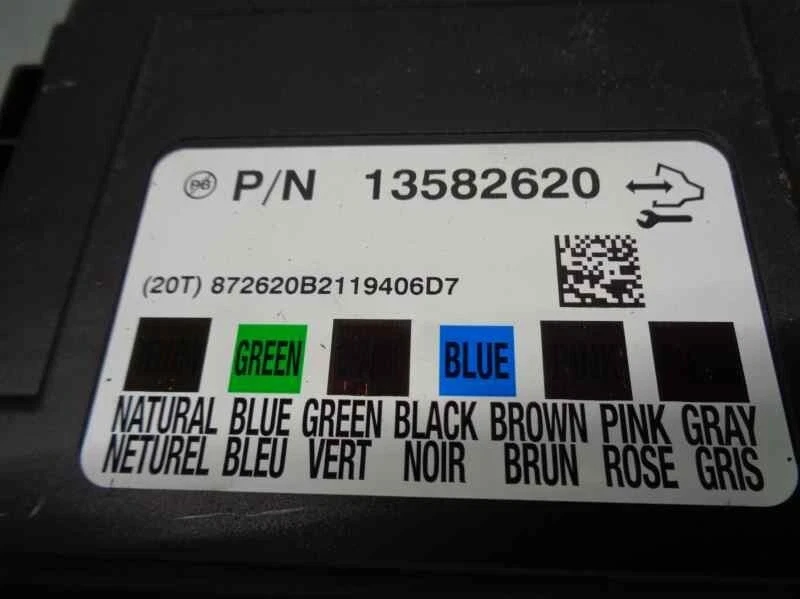 P/N 13582620
(20T) 872620B2119406D7
GREEN BLUE
NATURAL BLUE GREEN BLACK BROWN PINK GRAY
NETUREL BLEU VERT NOIR BRUN ROSE GRIS